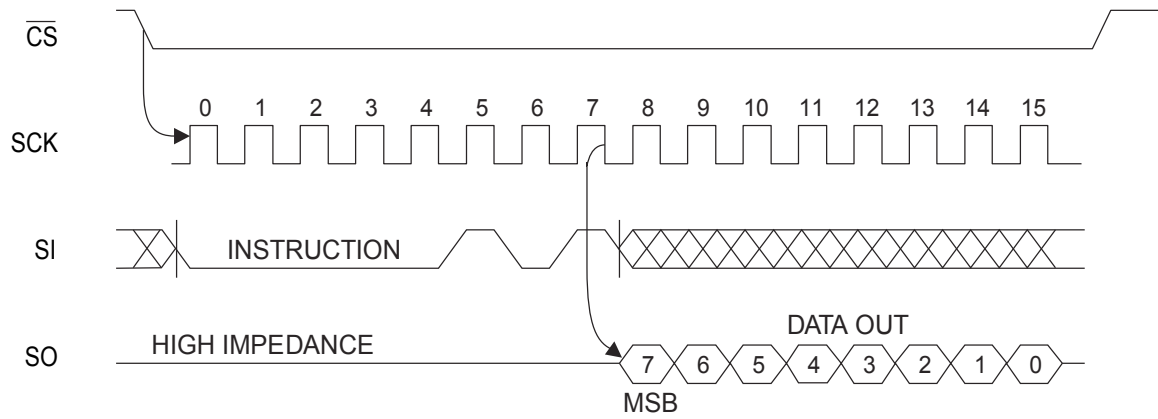 CS
0 1 2 3 4 5 6 7 8 9 10 11 12 13 14 15
SCK
SI INSTRUCTION
DATA OUT
SO HIGH IMPEDANCE 7 6 5 4 3 2 1 0
MSB